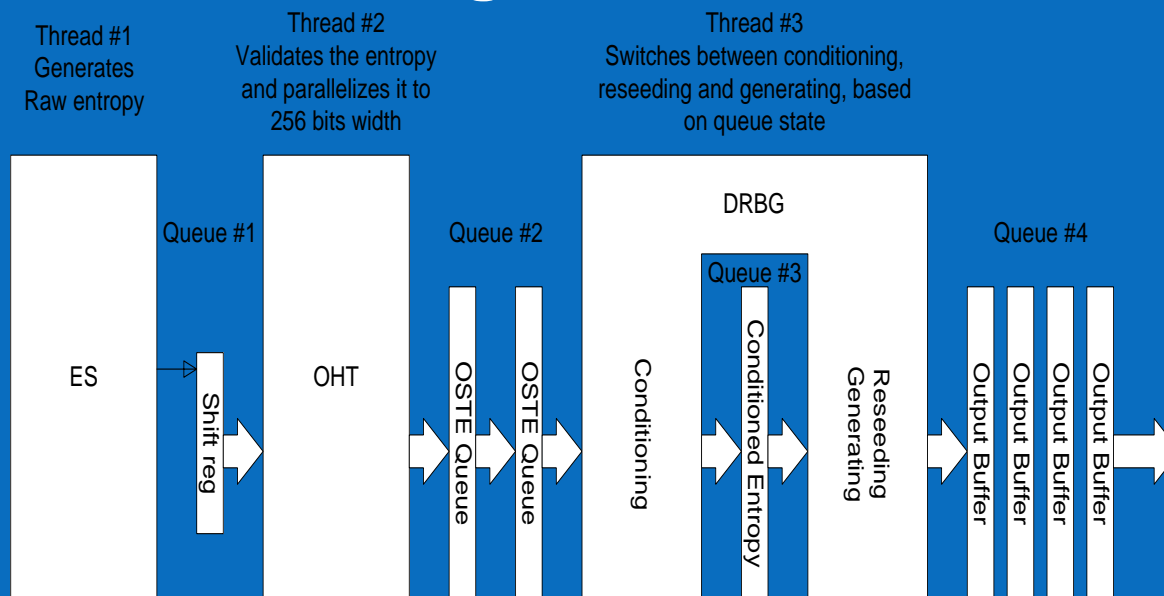 Thread #1
Generates
Raw entropy
Thread #2
Validates the entropy
and parallelizes it to
256 bits width
Thread #3
Switches between conditioning,
reseeding and generating, based
on queue state
ES
Queue #1
Shift reg
OHT
Queue #2
OSTE Queue
OSTE Queue
DRBG
Conditioning
Queue #3
Conditioned Entropy
Reseeding
Generating
Queue #4
Output Buffer
Output Buffer
Output Buffer
Output Buffer